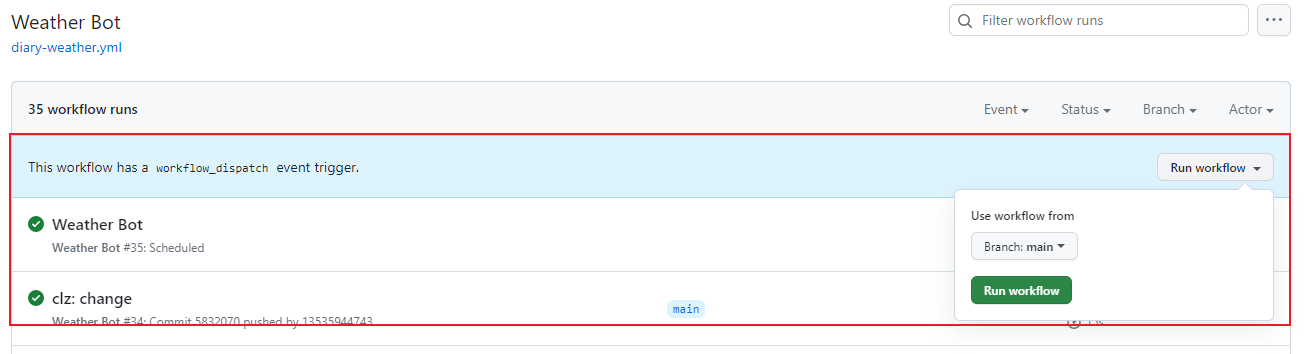 Weather Bot
Filter workflow runs
diary-weather.yml
35 workflow runs
Event
Status
Branch
Actor
This workflow has a workflow_dispatch event trigger.
Run workflow
Weather Bot
Weather Bot #35: Scheduled
Use workflow from
Branch: main
Run workflow
clz: change
Weather Bot #34: Commit 5832070 pushed by 13535944743
main